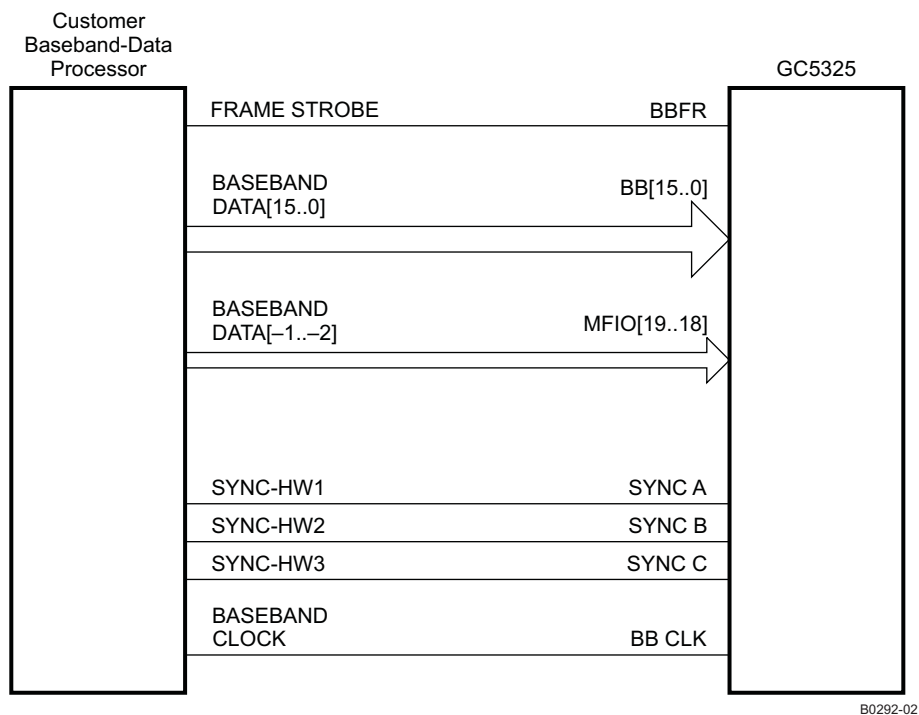 Customer
Baseband-Data
Processor
GC5325
FRAME STROBE BBFR
BASEBAND
DATA[15..0]
BB[15..0]
BASEBAND
DATA[–1..–2]
MFIO[19..18]
SYNC-HW1 SYNC A
SYNC-HW2 SYNC B
SYNC-HW3 SYNC C
BASEBAND
CLOCK BB CLK
B0292-02